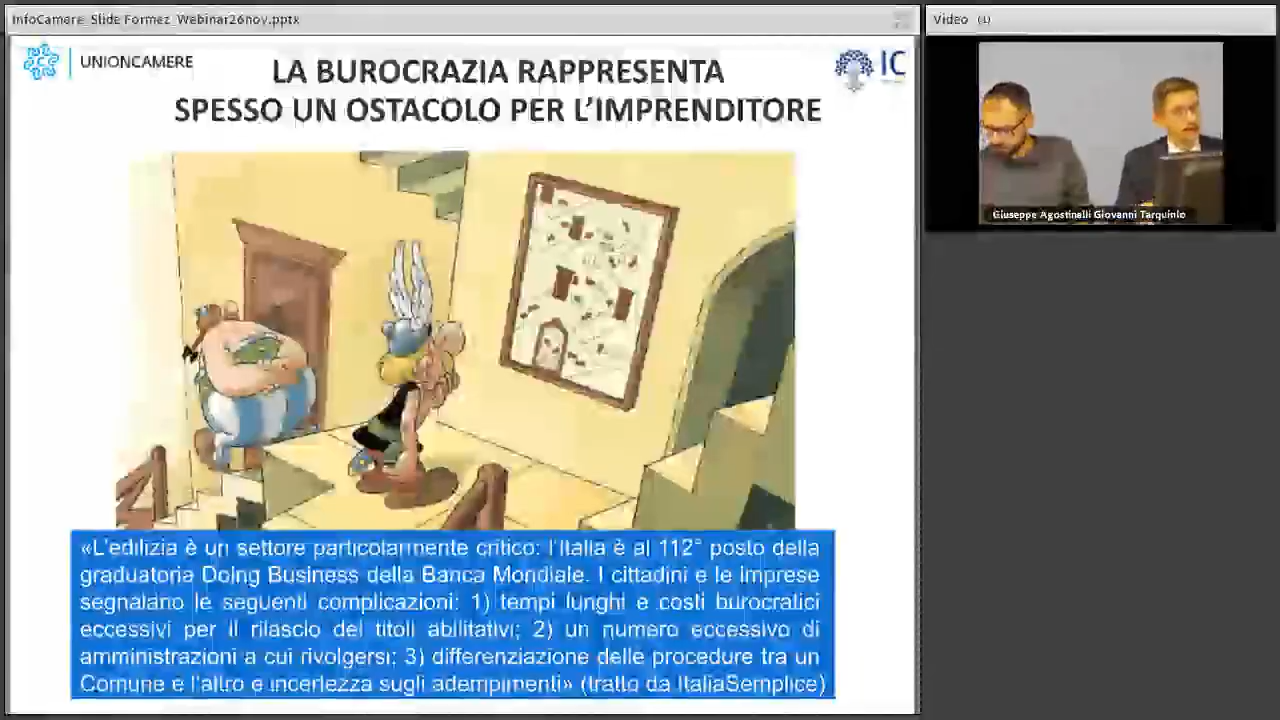 InfoCamere_Slide Formez_Webinar26nov.pptx
UNIONCAMERE
IC
LA BUROCRAZIA RAPPRESENTA
SPESSO UN OSTACOLO PER L’IMPRENDITORE
«L’edilizia è un settore particolarmente critico: l’Italia è al 112° posto della
graduatoria Doing Business della Banca Mondiale. I cittadini e le imprese
segnalano le seguenti complicazioni: 1) tempi lunghi e costi burocratici
eccessivi per il rilascio dei titoli abilitativi; 2) un numero eccessivo di
amministrazioni a cui rivolgersi; 3) differenziazione delle procedure tra un
Comune e l’altro e incertezza sugli adempimenti» (tratto da ItaliaSemplice)
Video (1)
Giuseppe Agostinalli Giovanni Tarquinio